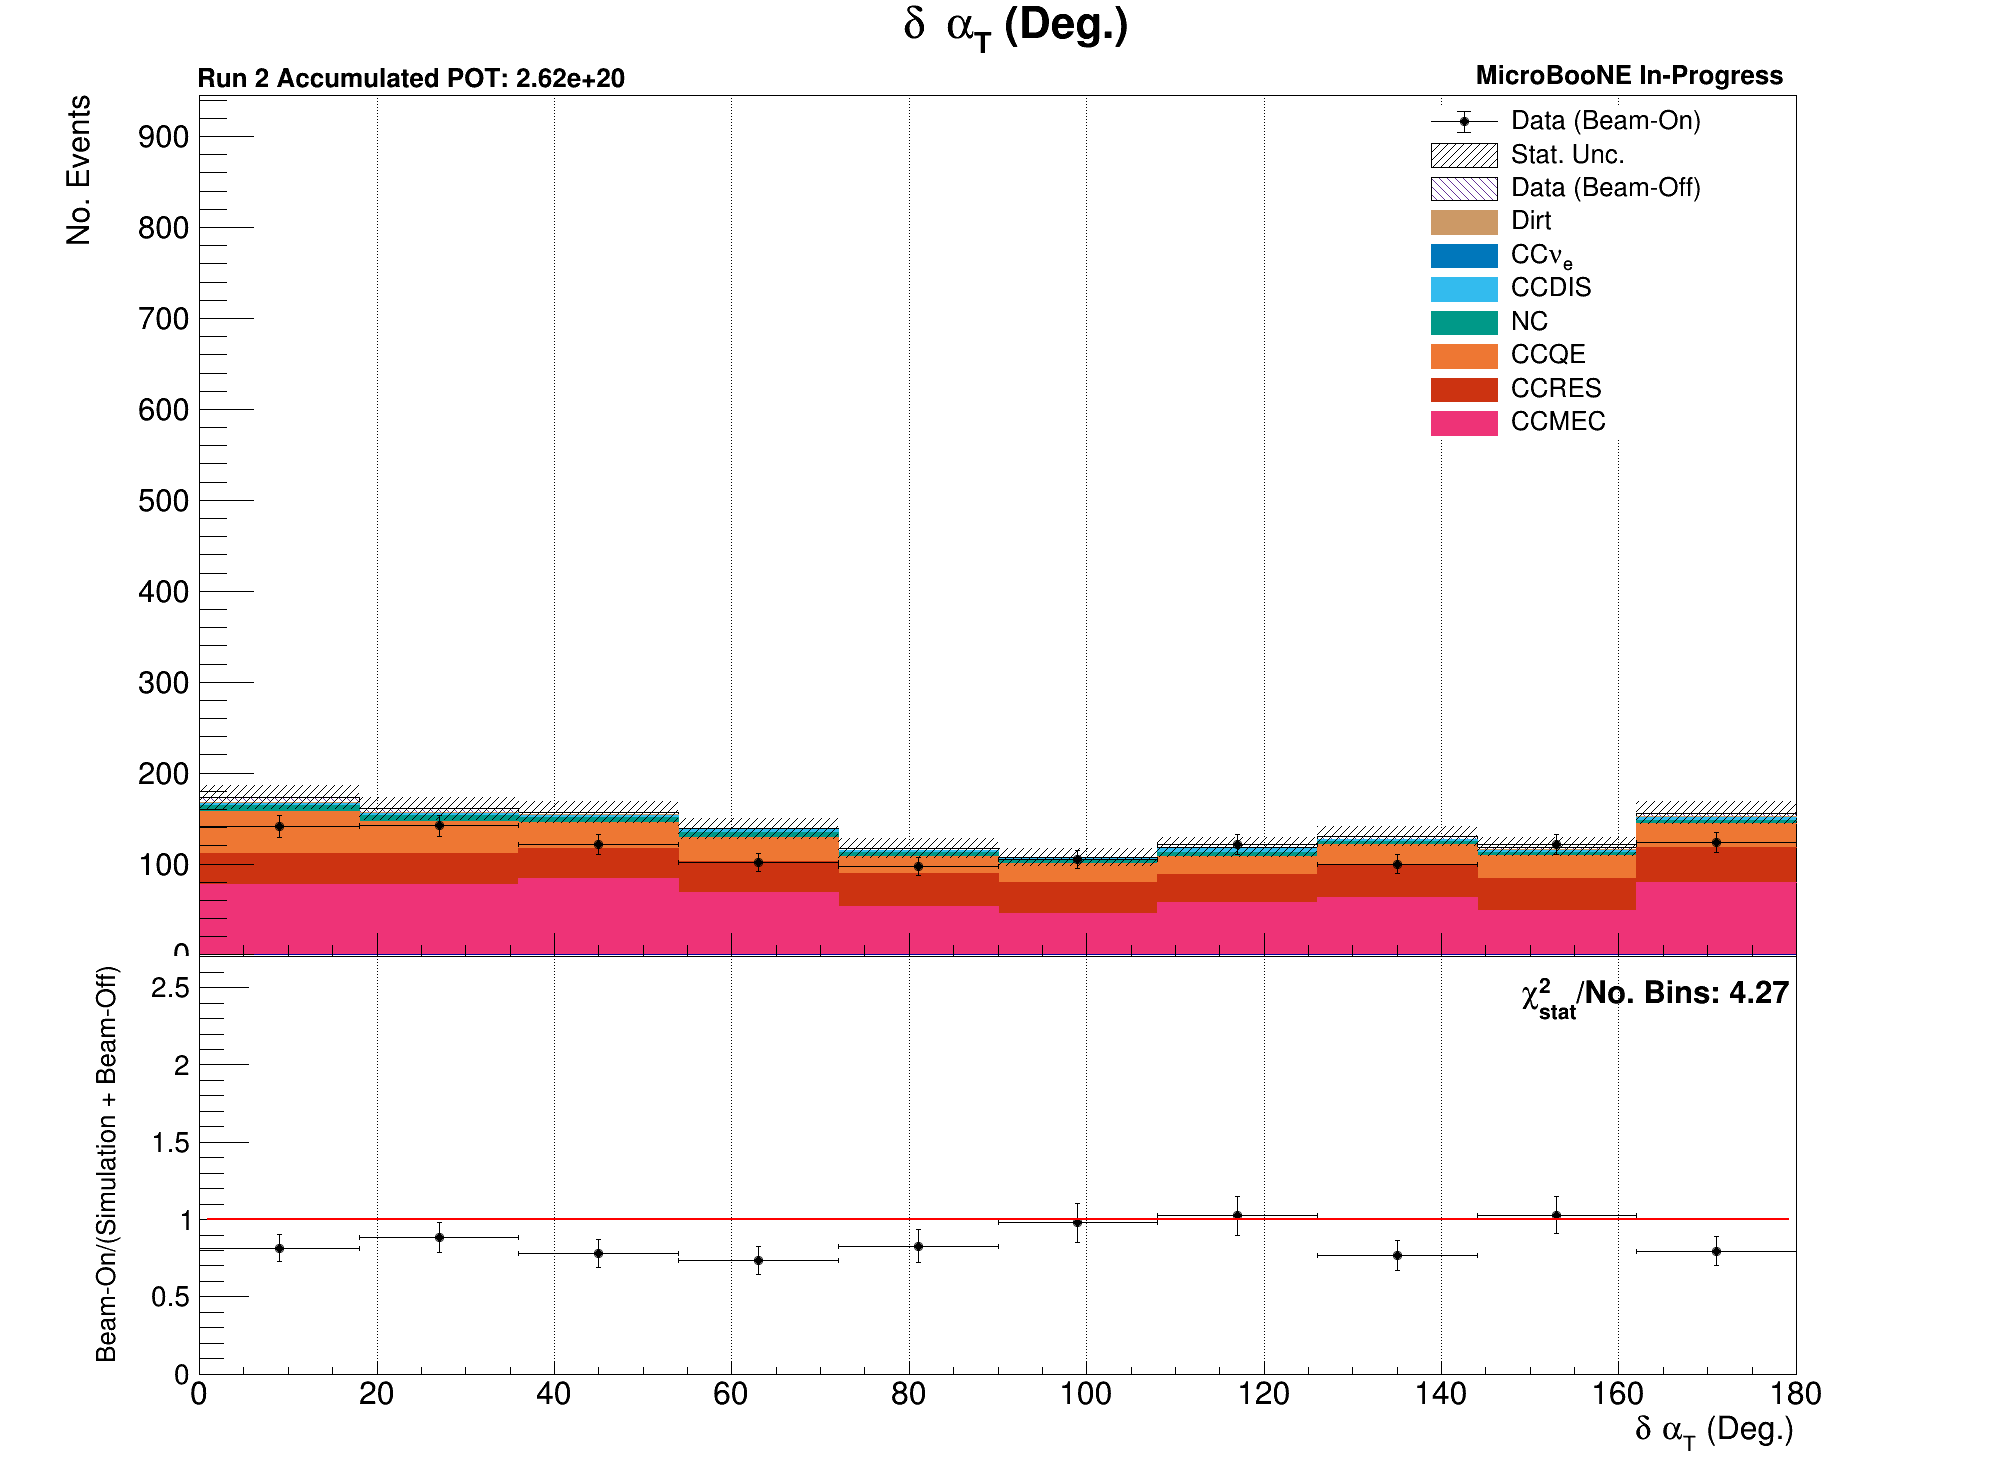 δ α_T (Deg.)
Run 2 Accumulated POT: 2.62e+20
MicroBooNE In-Progress
No. Events
900
800
700
600
500
400
300
200
100
0
Data (Beam-On)
Stat. Unc.
Data (Beam-Off)
Dirt
CCν_e
CCDIS
NC
CCQE
CCRES
CCMEC
Beam-On/(Simulation + Beam-Off)
χ²_stat/No. Bins: 4.27
2.5
2
1.5
1
0.5
0
0 20 40 60 80 100 120 140 160 180
δ α_T (Deg.)